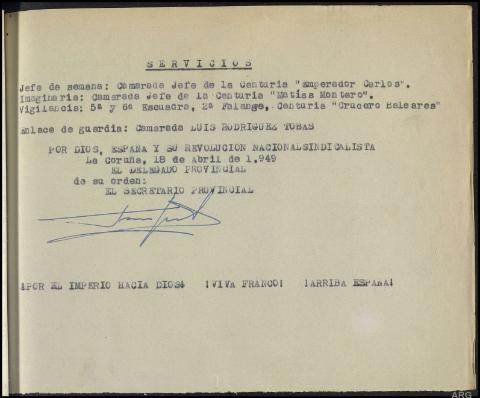 SERVICIOS
Jefe de semana: Camarada Jefe de la Centuria "Emperador Carlos".
Imaginaria: Camarada Jefe de la Centuria "Matías Montero".
Vigilancia: 5ª y 6ª Escuadra, 2ª Falange, Centuria "Crucero Baleares"
Enlace de guardia: Camarada LUIS RODRIGUEZ TOBAS
POR DIOS, ESPAÑA Y SU REVOLUCION NACIONALSINDICALISTA
La Coruña, 18 de Abril de 1.949
EL DELEGADO PROVINCIAL
de su orden:
EL SECRETARIO PROVINCIAL
¡POR EL IMPERIO HACIA DIOS! ¡VIVA FRANCO! ¡ARRIBA ESPAÑA!
ARG